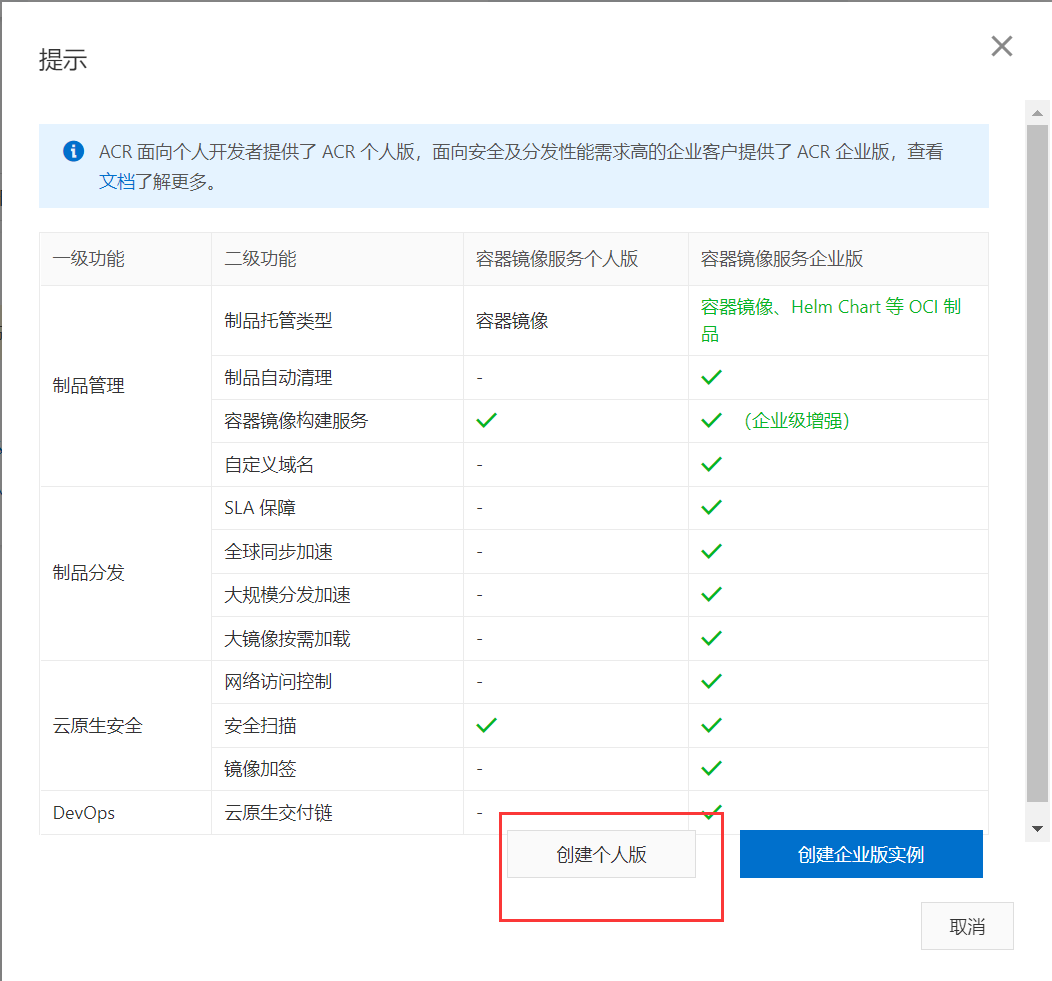 提示
ACR 面向个人开发者提供了 ACR 个人版，面向安全及分发性能需求高的企业客户提供了 ACR 企业版，查看
文档了解更多。
一级功能 二级功能 容器镜像服务个人版 容器镜像服务企业版
制品管理 制品托管类型 容器镜像 容器镜像、Helm Chart 等 OCI 制
品
制品自动清理 -
容器镜像构建服务 （企业级增强）
自定义域名 -
制品分发 SLA 保障 -
全球同步加速 -
大规模分发加速 -
大镜像按需加载 -
云原生安全 网络访问控制 -
安全扫描
镜像加签 -
DevOps 云原生交付链 -
创建个人版 创建企业版实例
取消